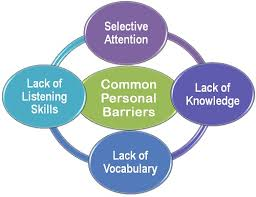 Selective
Attention
Lack of
Listening
Skills
Common
Personal
Barriers
Lack of
Knowledge
Lack of
Vocabulary